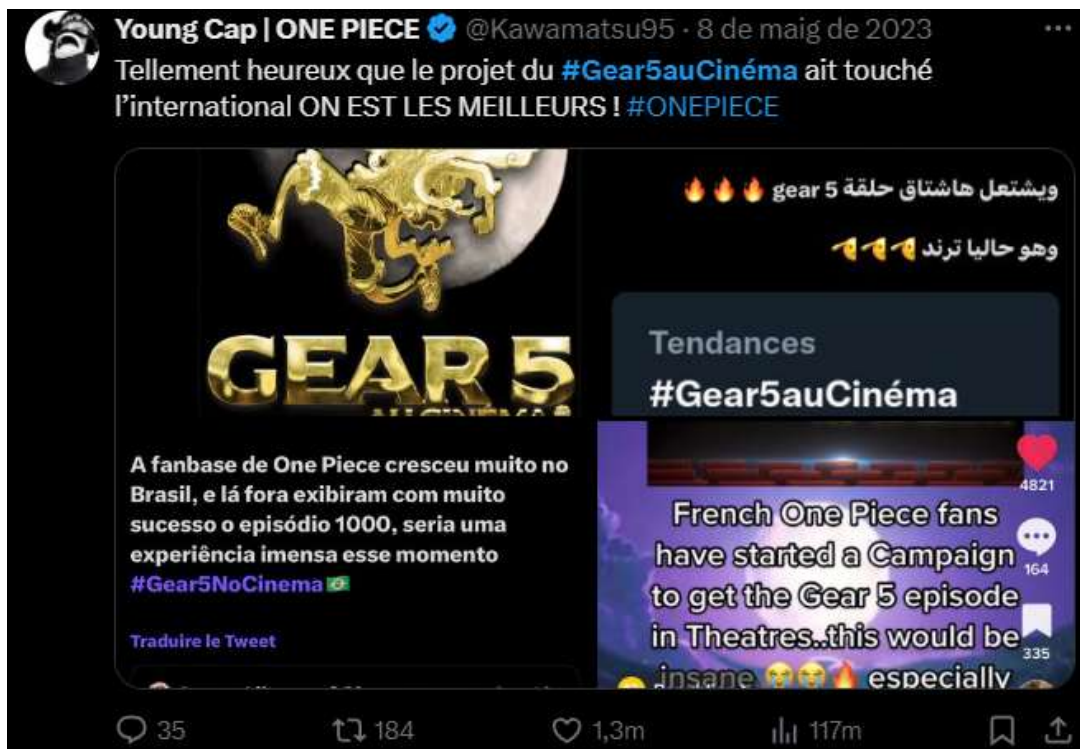 Young Cap | ONE PIECE @Kawamatsu95 · 8 de maig de 2023
Tellement heureux que le projet du #Gear5auCinéma ait touché
l’international ON EST LES MEILLEURS ! #ONEPIECE
GEAR 5
AU CINÉMA
ويشتعل هاشتاق حلقة gear 5 🔥🔥🔥
وهو حاليا ترند
Tendances
#Gear5auCinéma
A fanbase de One Piece cresceu muito no
Brasil, e lá fora exibiram com muito
sucesso o episódio 1000, seria uma
experiência imensa esse momento
#Gear5NoCinema🇧🇷
Traduire le Tweet
4821
164
335
French One Piece fans
have started a Campaign
to get the Gear 5 episode
in Theatres..this would be
insane 😭😭🔥 especially
35 184 1,3m 117m